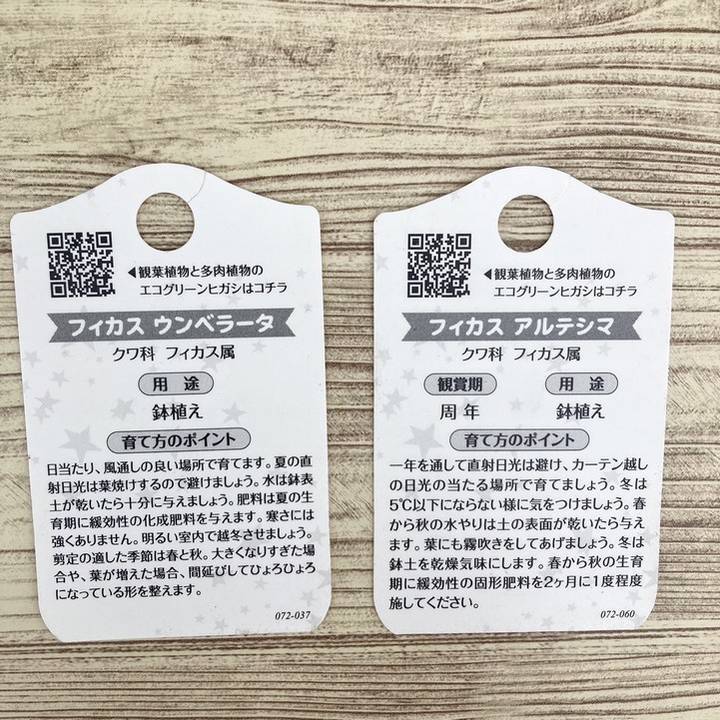 ◀観葉植物と多肉植物の
エコグリーンヒガシはコチラ
フィカス ウンベラータ
クワ科 フィカス属
用 途
鉢植え
育て方のポイント
日当たり、風通しの良い場所で育てます。夏の直
射日光は葉焼けするので避けましょう。水は鉢表
土が乾いたら十分に与えましょう。肥料は夏の生
育期に緩効性の化成肥料を与えます。寒さには
強くありません。明るい室内で越冬させましょう。
剪定の適した季節は春と秋。大きくなりすぎた場
合や、葉が増えた場合、間延びしてひょろひょろ
になっている形を整えます。
072-037
◀観葉植物と多肉植物の
エコグリーンヒガシはコチラ
フィカス アルテシマ
クワ科 フィカス属
観賞期 用 途
周 年 鉢植え
育て方のポイント
一年を通して直射日光は避け、カーテン越し
の日光の当たる場所で育てましょう。冬は
5℃以下にならない様に気をつけましょう。春
から秋の水やりは土の表面が乾いたら与え
ます。葉にも霧吹きをしてあげましょう。冬は
鉢土を乾燥気味にします。春から秋の生育
期に緩効性の固形肥料を2ヶ月に1度程度
施してください。
072-060